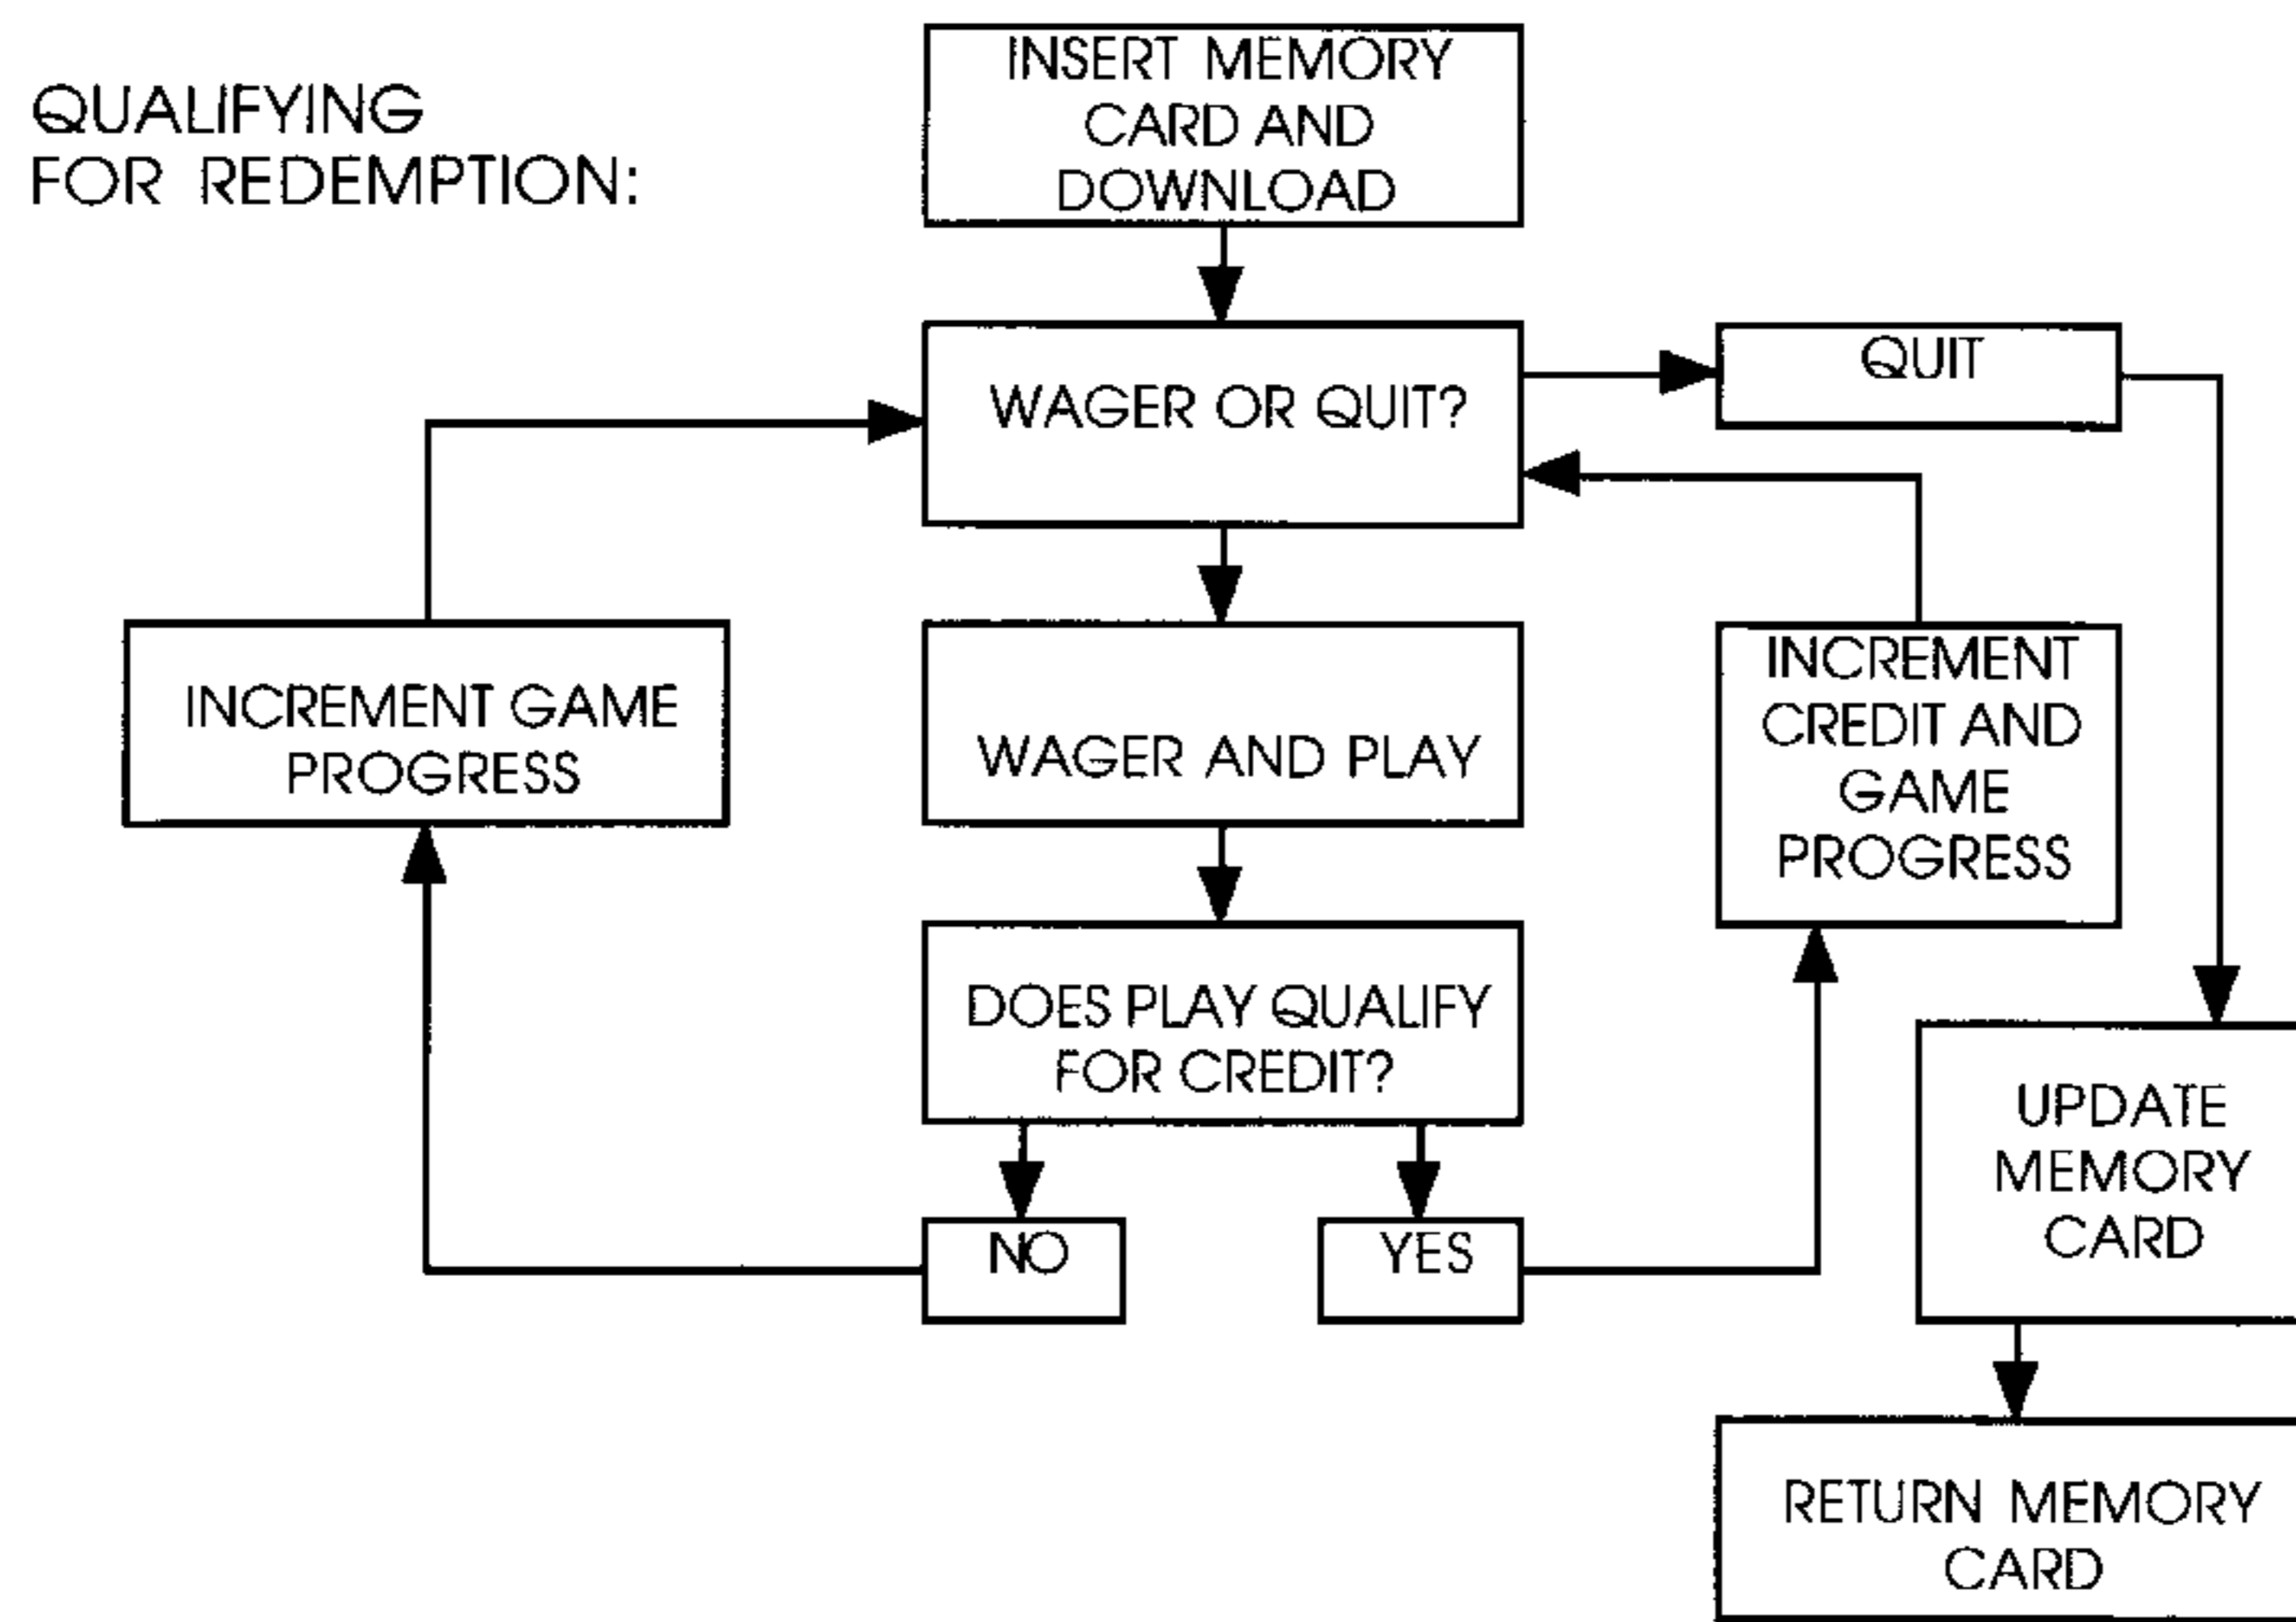 QUALIFYING
FOR REDEMPTION:
INSERT MEMORY
CARD AND
DOWNLOAD
WAGER OR QUIT?
QUIT
INCREMENT GAME
PROGRESS
WAGER AND PLAY
INCREMENT
CREDIT AND
GAME
PROGRESS
DOES PLAY QUALIFY
FOR CREDIT?
NO
YES
UPDATE
MEMORY
CARD
RETURN MEMORY
CARD